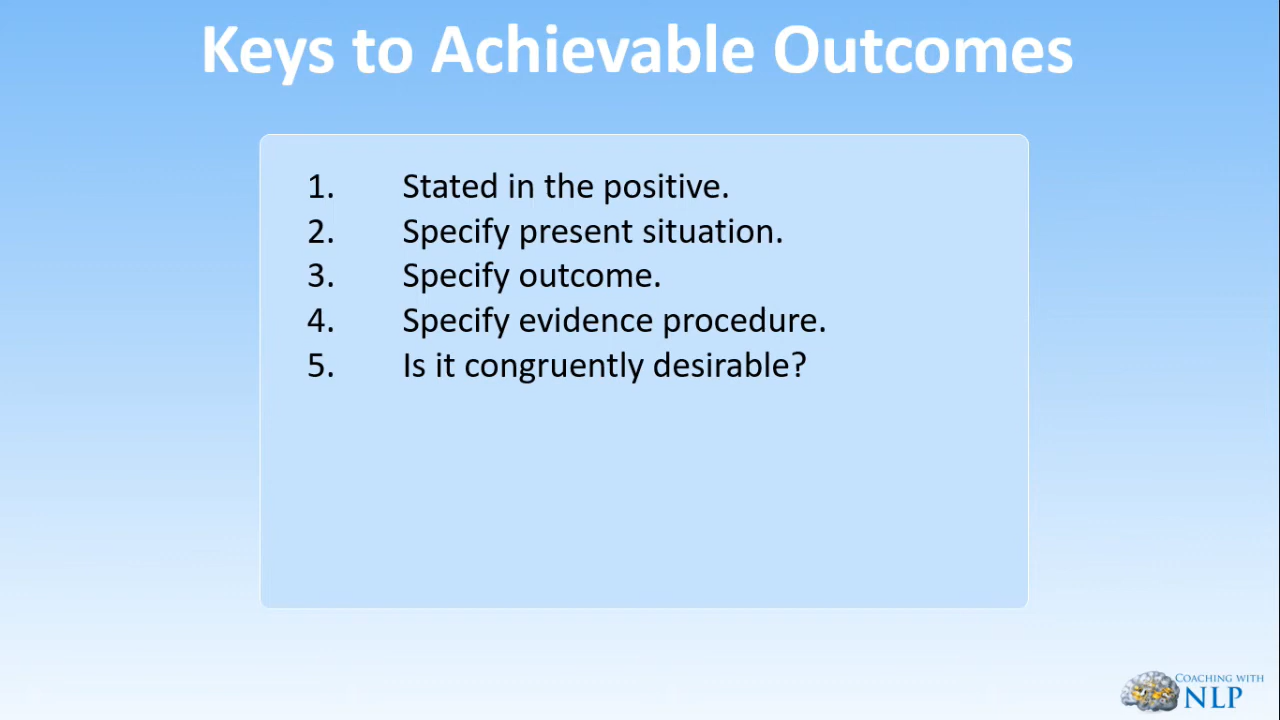 Keys to Achievable Outcomes
1. Stated in the positive.
2. Specify present situation.
3. Specify outcome.
4. Specify evidence procedure.
5. Is it congruently desirable?
COACHING WITH
NLP